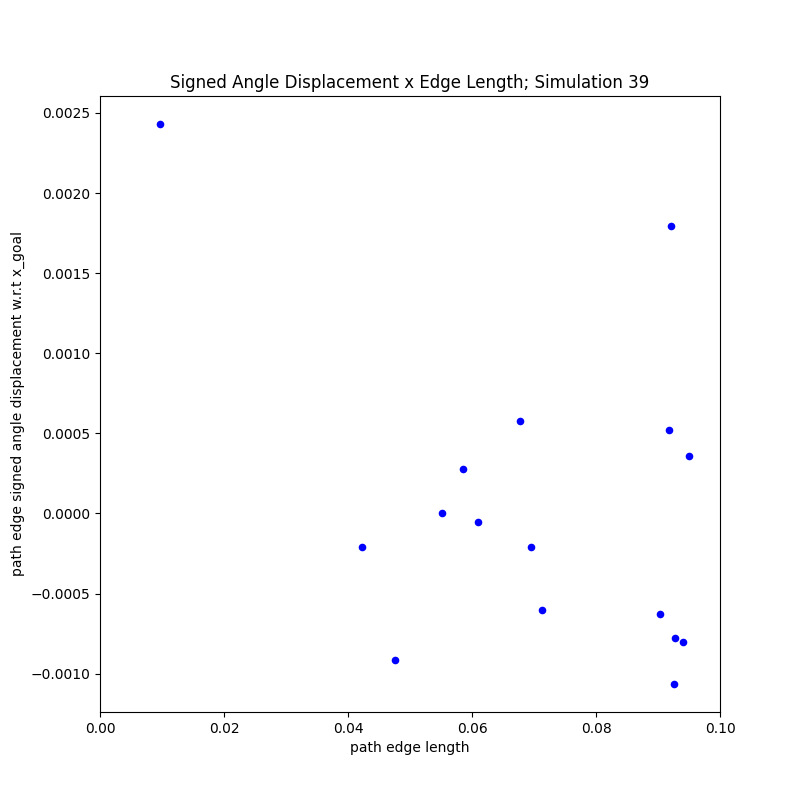 Signed Angle Displacement x Edge Length; Simulation 39
path edge signed angle displacement w.r.t x_goal
0.0025
0.0020
0.0015
0.0010
0.0005
0.0000
−0.0005
−0.0010
0.00 0.02 0.04 0.06 0.08 0.10
path edge length